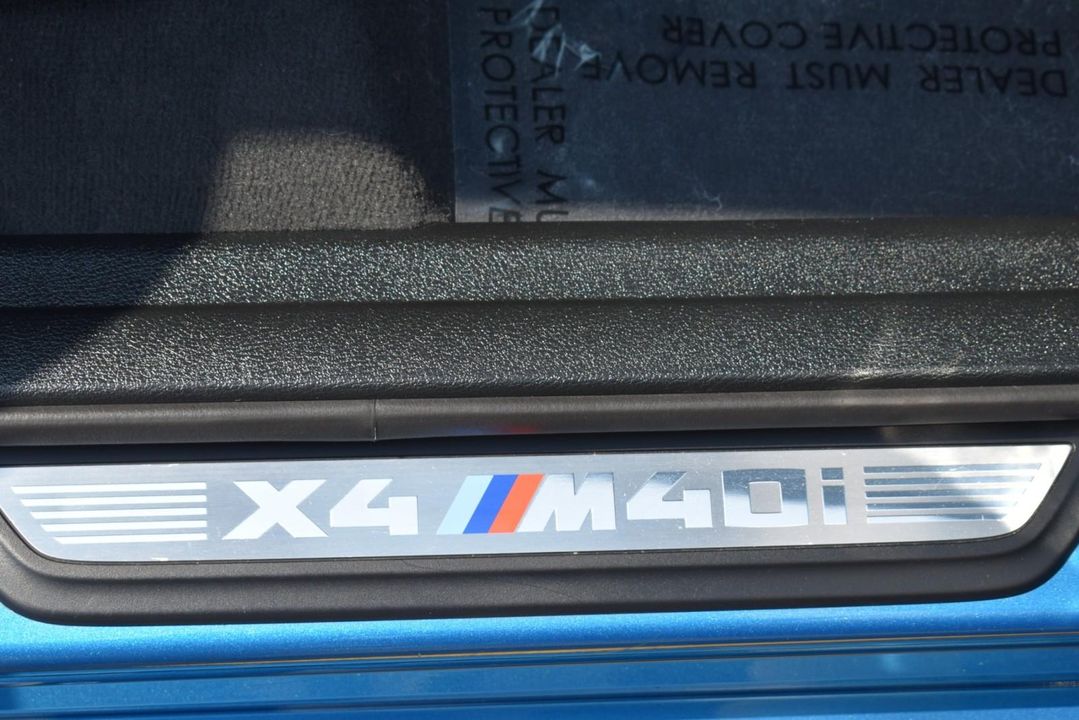 DEALER MUST REMOVE
PROTECTIVE COVER
DEALER MU
PROTECTIVE
X4 M40i